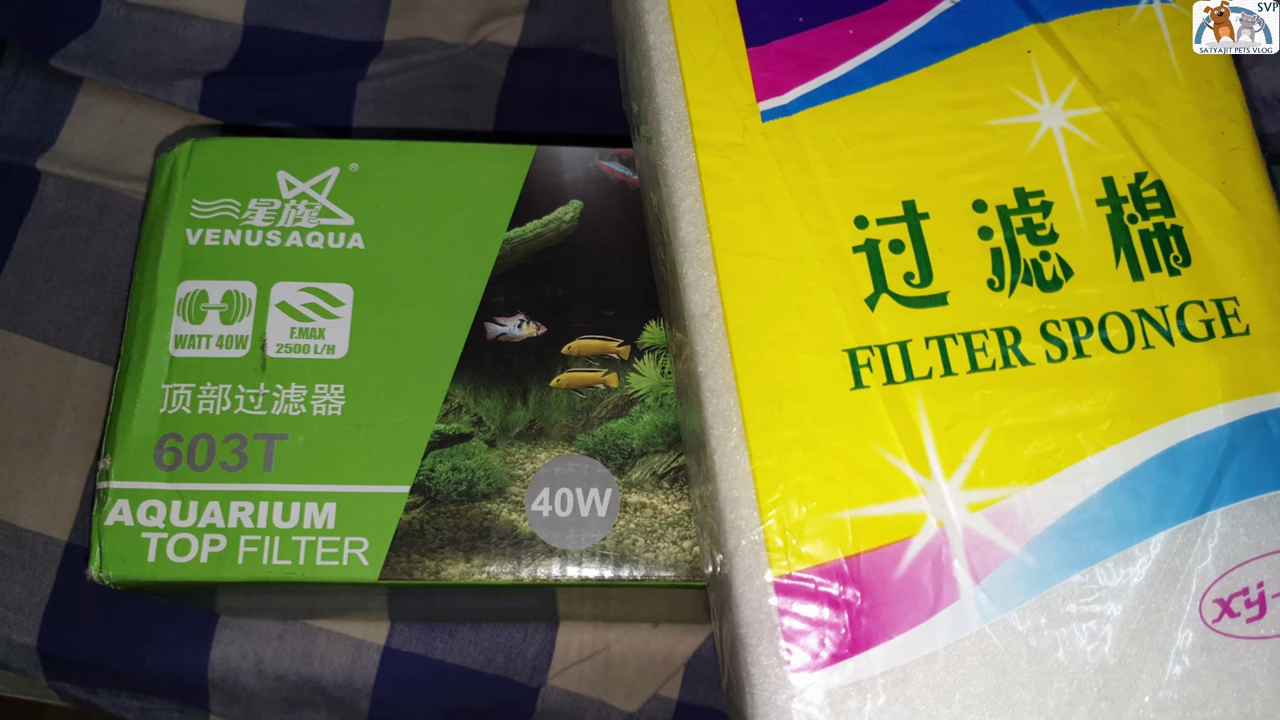 星旗
®
VENUSAQUA
WATT 40W
F.MAX
2500 L/H
顶部过滤器
603T
AQUARIUM
TOP FILTER
40W
过滤棉
FILTER SPONGE
xy-
SVP
SATYAJIT PETS VLOG